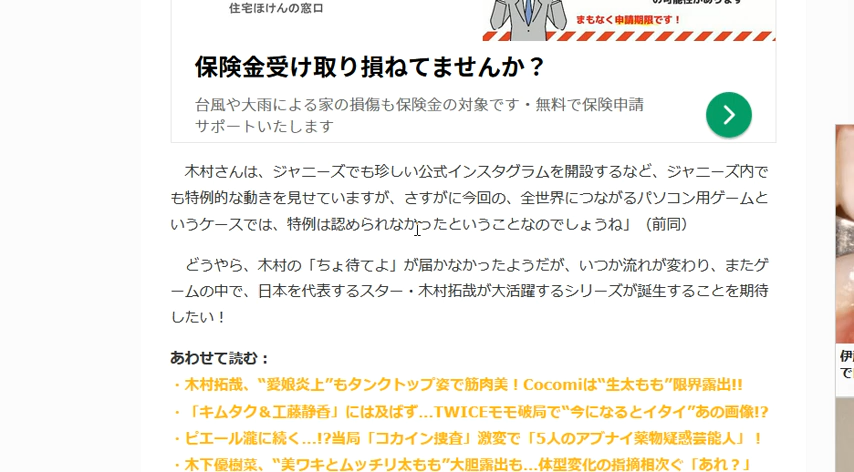 住宅ほけんの窓口
まもなく申請期限です！
保険金受け取り損ねてませんか？
台風や大雨による家の損傷も保険金の対象です・無料で保険申請
サポートいたします
木村さんは、ジャニーズでも珍しい公式インスタグラムを開設するなど、ジャニーズ内で
も特例的な動きを見せていますが、さすがに今回の、全世界につながるパソコン用ゲームと
いうケースでは、特例は認められなかったということなのでしょうね」（前同）
どうやら、木村の「ちょ待てよ」が届かなかったようだが、いつか流れが変わり、またゲ
ームの中で、日本を代表するスター・木村拓哉が大活躍するシリーズが誕生することを期待
したい！
あわせて読む：
・木村拓哉、“愛娘炎上”もタンクトップ姿で筋肉美！Cocomiは“生太もも”限界露出!!
・「キムタク＆工藤静香」には及ばず…TWICEモモ破局で“今になるとイタイ”あの画像!?
・ピエール瀧に続く…!?当局「コカイン捜査」激変で「5人のアブナイ薬物疑惑芸能人」！
・木下優樹菜、“美ワキとムッチリ太もも”大胆露出も…体型変化の指摘相次ぐ「あれ？」